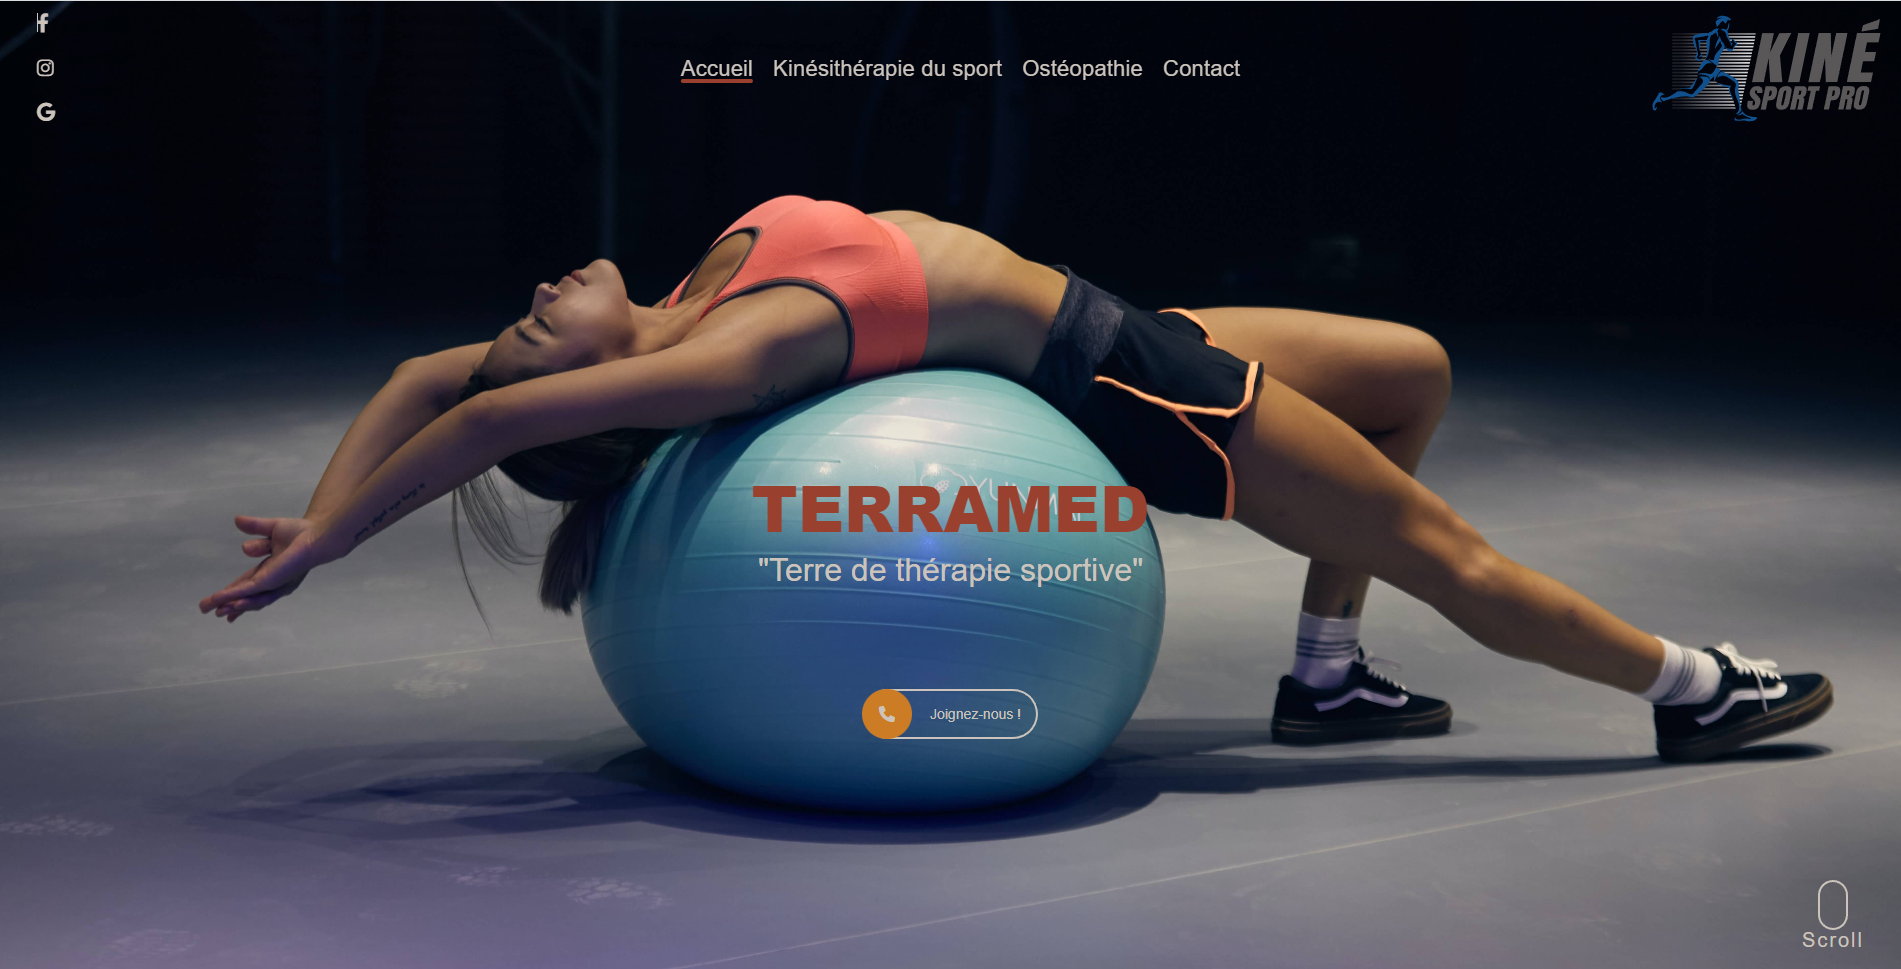 Accueil Kinésithérapie du sport Ostéopathie Contact
KINÉ
SPORT PRO
TERRAMED
"Terre de thérapie sportive"
Joignez-nous !
Scroll